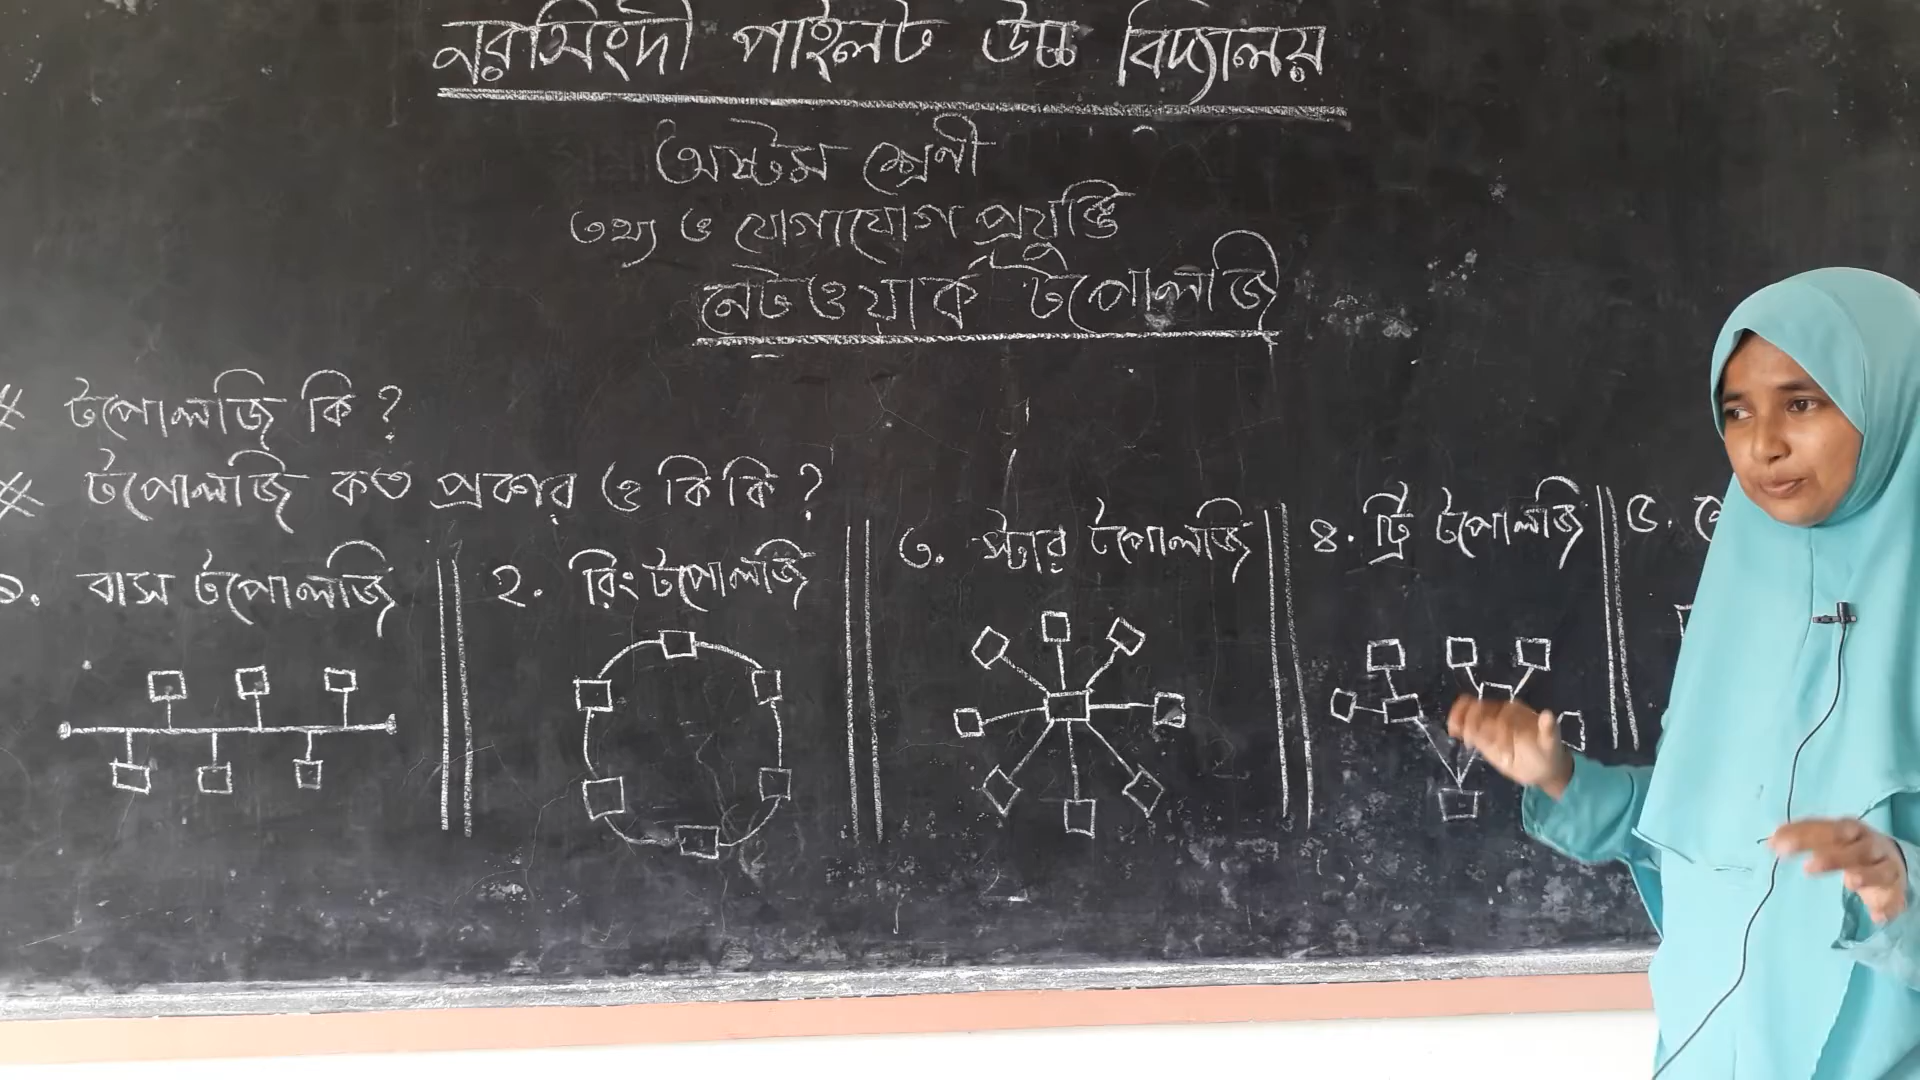 নরসিংদী পাইলট উচ্চ বিদ্যালয়
অষ্টম শ্রেণী
তথ্য ও যোগাযোগ প্রযুক্তি
নেটওয়ার্ক টপোলজি
# টপোলজি কি ?
# টপোলজি কত প্রকার ও কি কি ?
১. বাস টপোলজি
২. রিং টপোলজি
৩. স্টার টপোলজি
৪. ট্রি টপোলজি
৫.